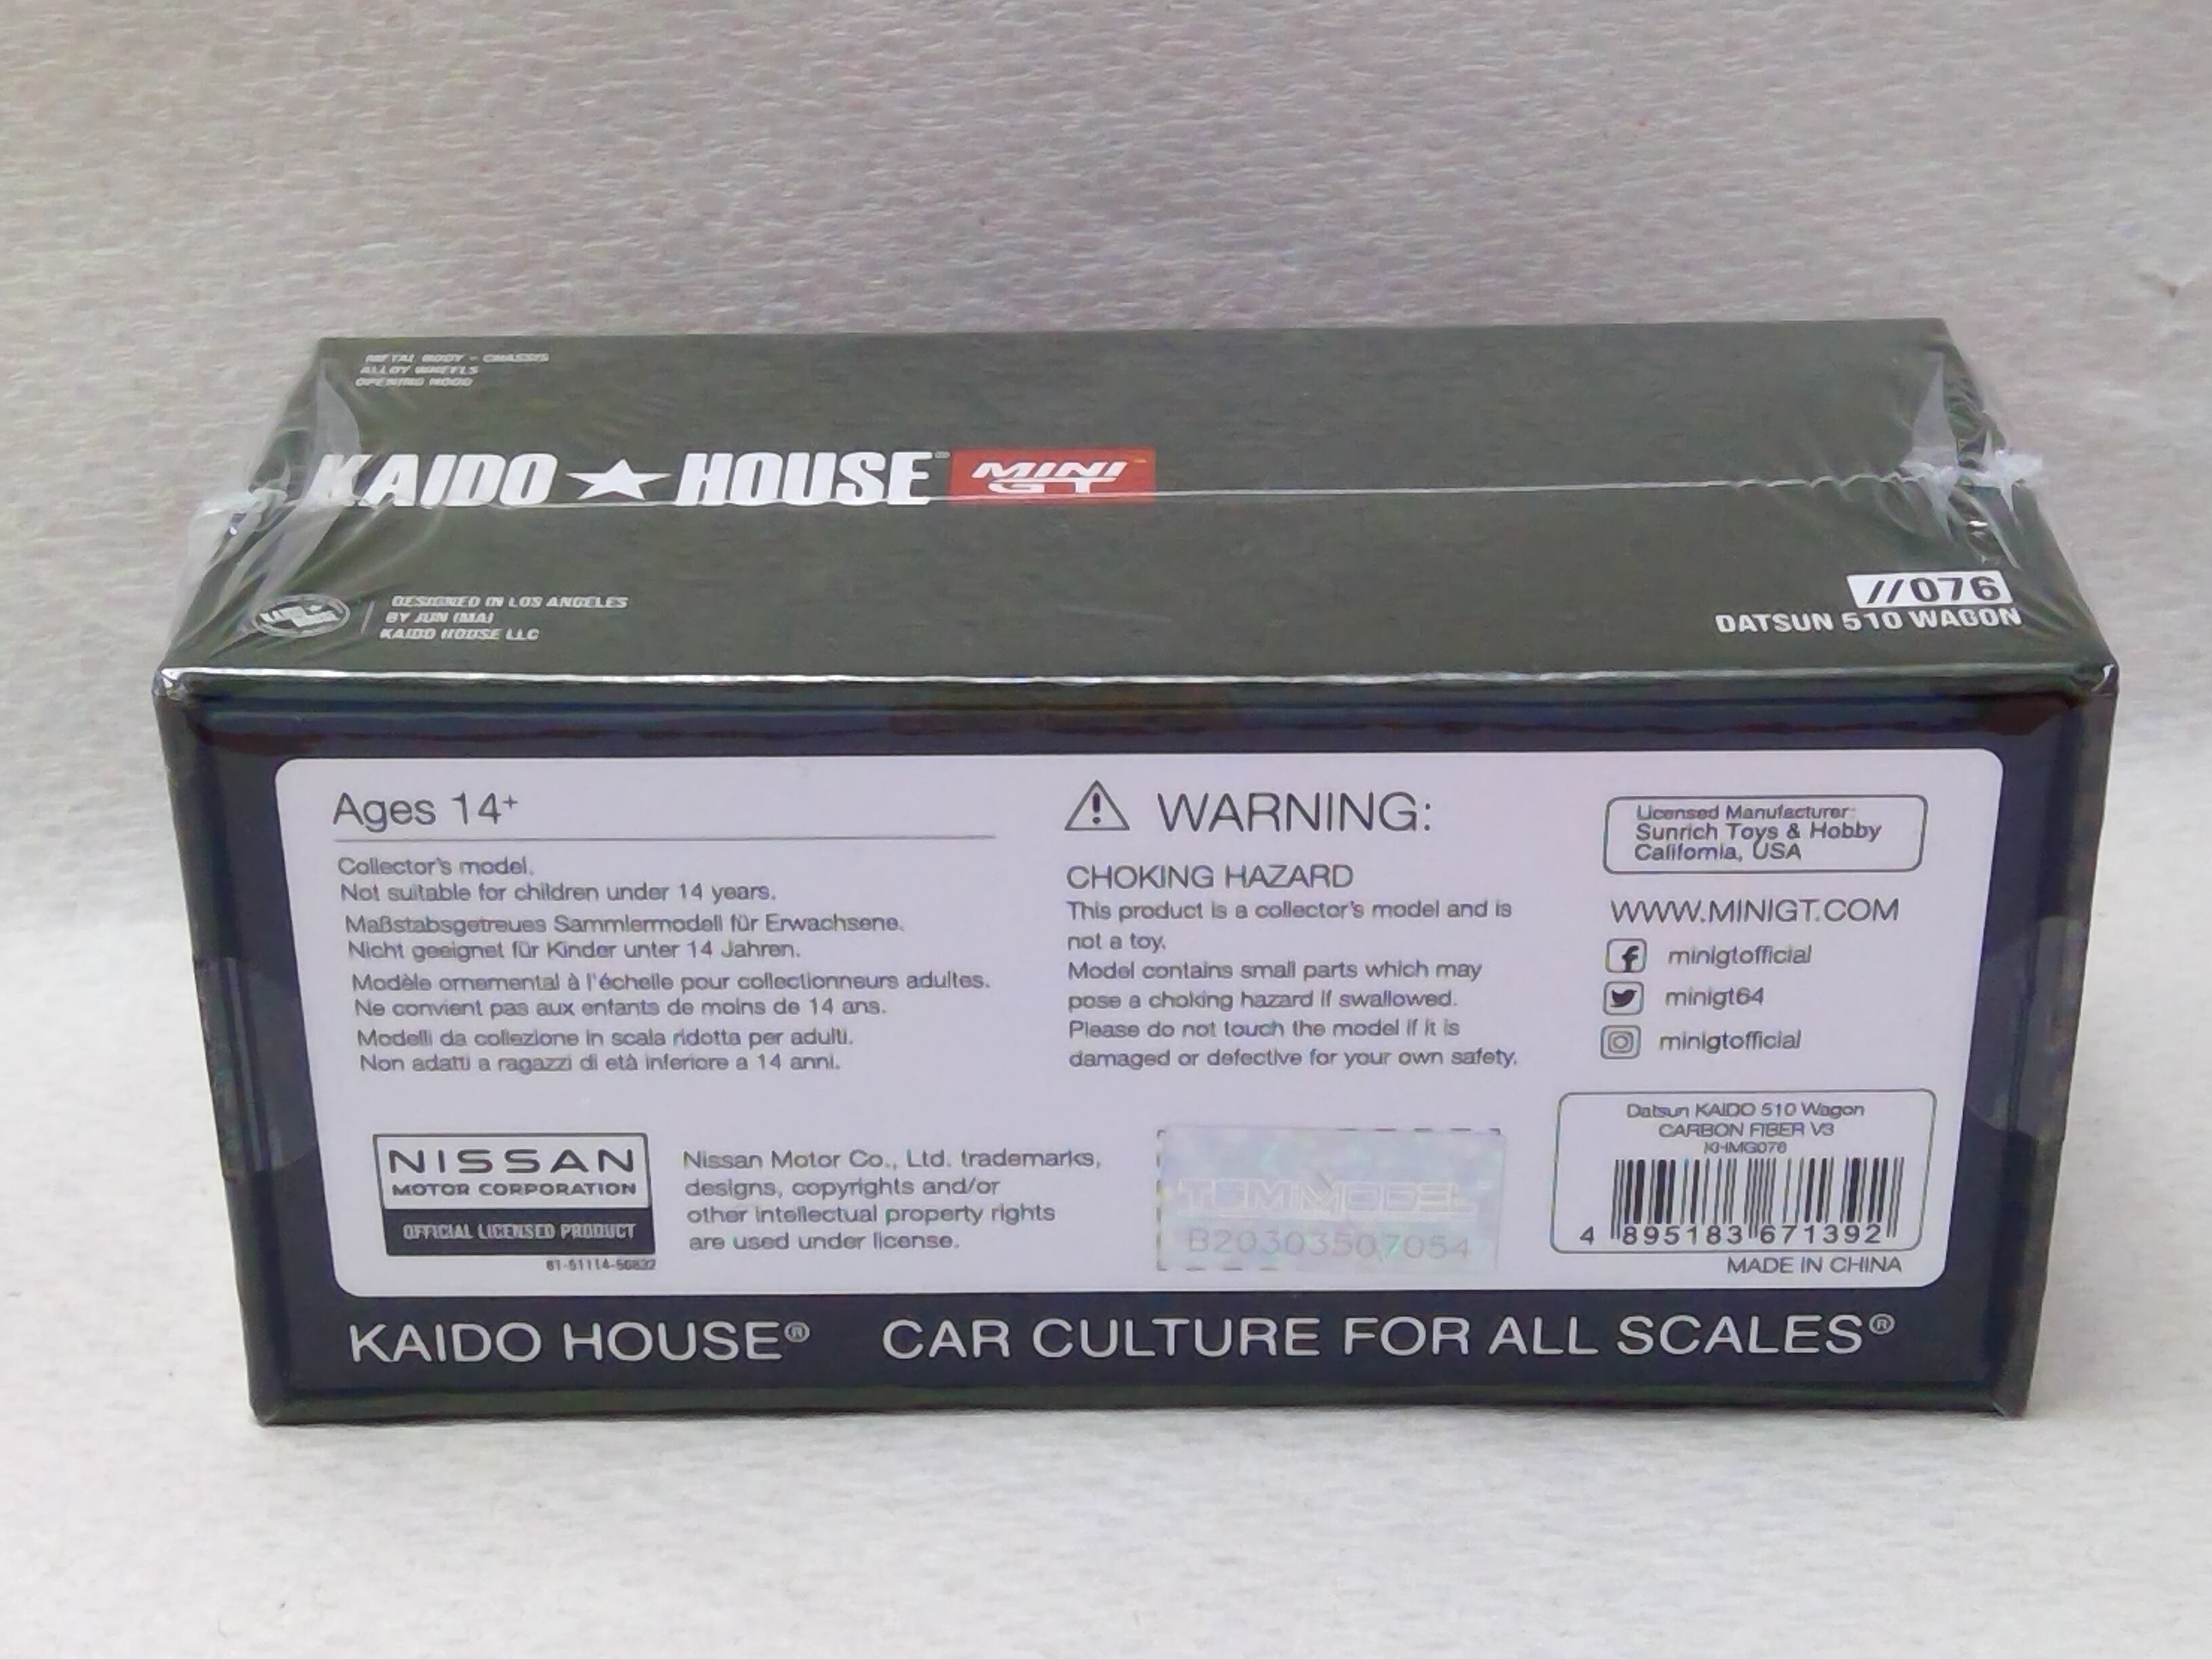 METAL BODY - CHASSIS
ALLOY WHEELS
OPENING HOOD
KAIDO★HOUSE MINI GT
DESIGNED IN LOS ANGELES
BY JUN IMAI
KAIDO HOUSE LLC
//076
DATSUN 510 WAGON
Ages 14+
Collector's model.
Not suitable for children under 14 years.
Maßstabsgetreues Sammlermodell für Erwachsene.
Nicht geeignet für Kinder unter 14 Jahren.
Modèle ornemental à l'échelle pour collectionneurs adultes.
Ne convient pas aux enfants de moins de 14 ans.
Modelli da collezione in scala ridotta per adulti.
Non adatti a ragazzi di età inferiore a 14 anni.
NISSAN
MOTOR CORPORATION
OFFICIAL LICENSED PRODUCT
Nissan Motor Co., Ltd. trademarks,
designs, copyrights and/or
other intellectual property rights
are used under license.
WARNING:
CHOKING HAZARD
This product is a collector's model and is
not a toy.
Model contains small parts which may
pose a choking hazard if swallowed.
Please do not touch the model if it is
damaged or defective for your own safety.
B20303507054
Licensed Manufacturer:
Sunrich Toys & Hobby
California, USA
WWW.MINIGT.COM
minigtofficial
minigt64
minigtofficial
Datsun KAIDO 510 Wagon
CARBON FIBER V3
KHMG076
4 895183 671392
MADE IN CHINA
KAIDO HOUSE® CAR CULTURE FOR ALL SCALES®